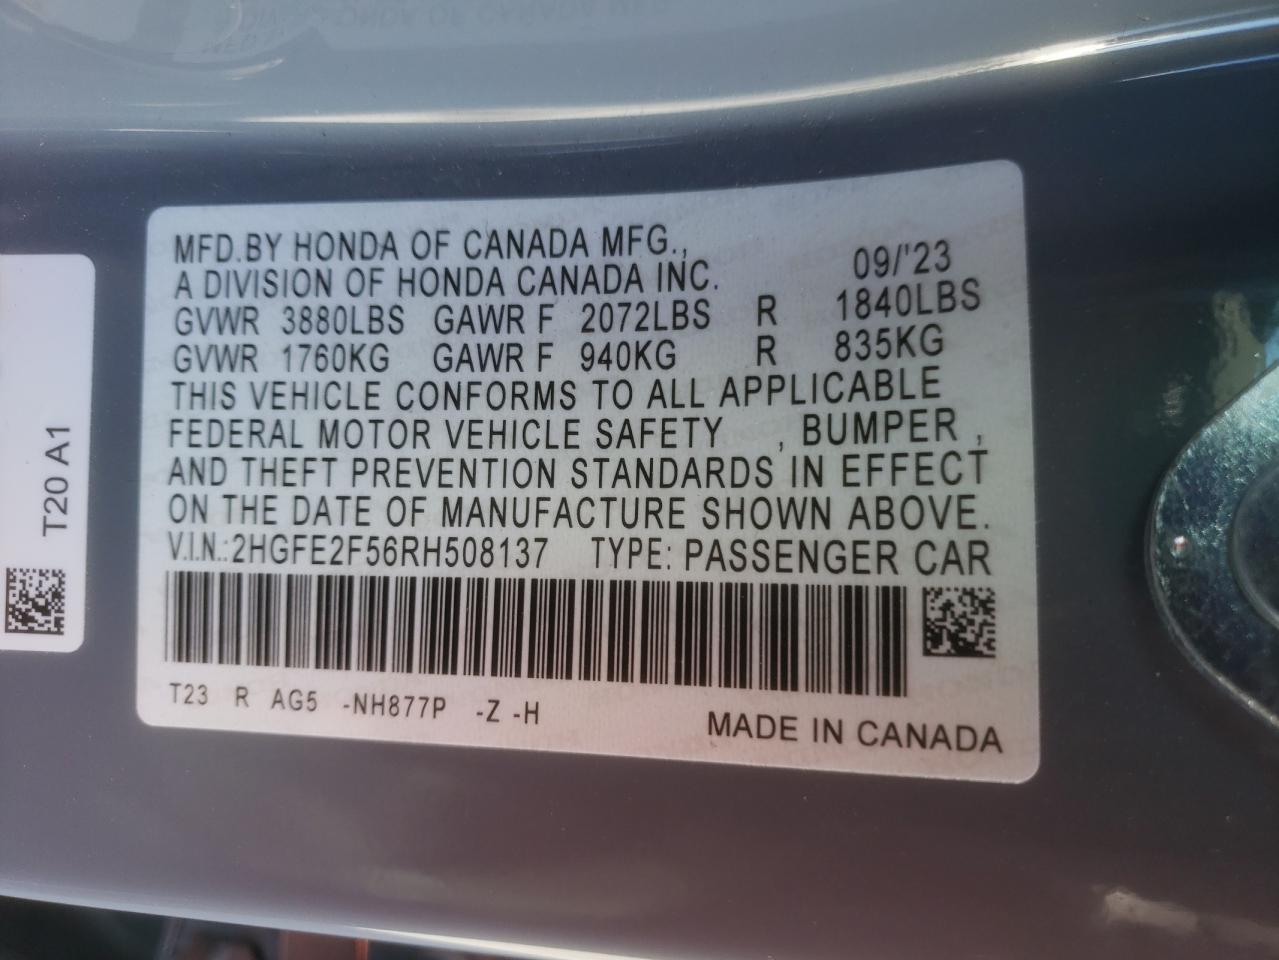 MFD.BY HONDA OF CANADA MFG.,
A DIVISION OF HONDA CANADA INC. 09/'23
GVWR 3880LBS GAWR F 2072LBS R 1840LBS
GVWR 1760KG GAWR F 940KG R 835KG
THIS VEHICLE CONFORMS TO ALL APPLICABLE
FEDERAL MOTOR VEHICLE SAFETY , BUMPER ,
AND THEFT PREVENTION STANDARDS IN EFFECT
ON THE DATE OF MANUFACTURE SHOWN ABOVE.
V.I.N.:2HGFE2F56RH508137 TYPE: PASSENGER CAR
T23 R AG5 -NH877P -Z -H
MADE IN CANADA
T20 A1